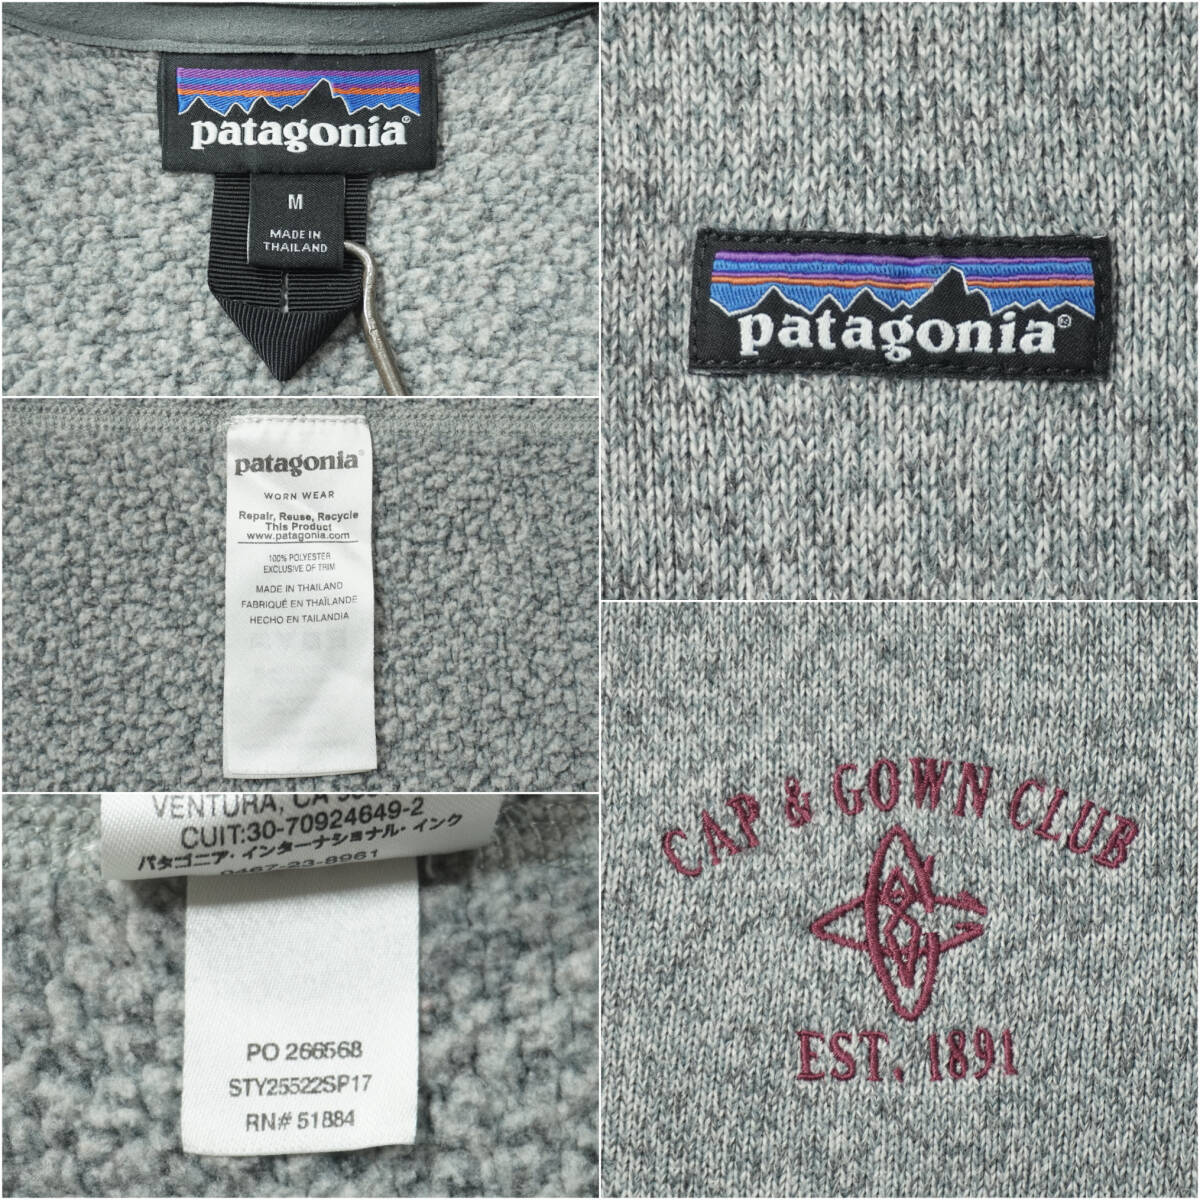 patagonia®
M
MADE IN
THAILAND
patagonia®
WORN WEAR
Repair, Reuse, Recycle
This Product
www.patagonia.com
100% POLYESTER
EXCLUSIVE OF TRIM
MADE IN THAILAND
FABRIQUÉ EN THAÏLANDE
HECHO EN TAILANDIA
VENTURA, CA
CUIT:30-70924649-2
パタゴニア・インターナショナル・インク
0467-23-8961
PO 266568
STY25522SP17
RN# 51884
patagonia®
CAP & GOWN CLUB
EST. 1891